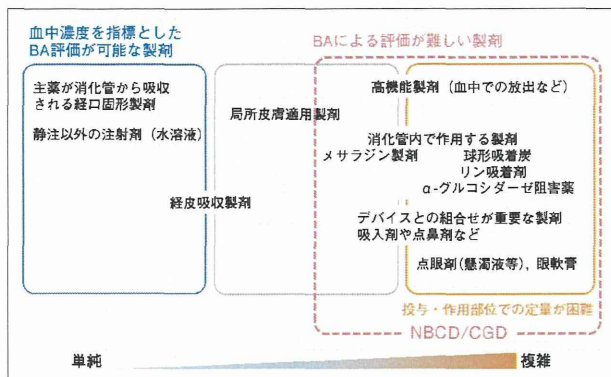 血中濃度を指標とした
BA評価が可能な製剤
BAによる評価が難しい製剤
主薬が消化管から吸収
される経口固形製剤
静注以外の注射剤（水溶液）
経皮吸収製剤
局所皮膚適用製剤
高機能製剤（血中での放出など）
消化管内で作用する製剤
メサラジン製剤
球形吸着炭
リン吸着剤
α-グルコシダーゼ阻害薬
デバイスとの組合せが重要な製剤
吸入剤や点鼻剤など
点眼剤(懸濁液等)，眼軟膏
投与・作用部位での定量が困難
NBCD/CGD
単純
複雑